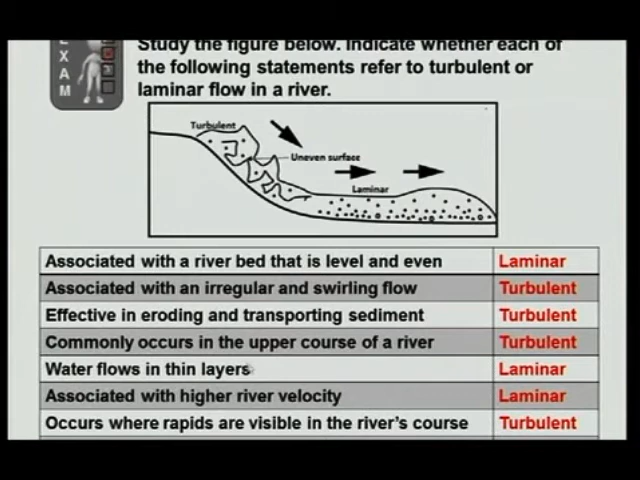 E
X
A
M
Study the figure below. Indicate whether each of
the following statements refer to turbulent or
laminar flow in a river.
Turbulent
Uneven surface
Laminar
Associated with a river bed that is level and even Laminar
Associated with an irregular and swirling flow Turbulent
Effective in eroding and transporting sediment Turbulent
Commonly occurs in the upper course of a river Turbulent
Water flows in thin layers Laminar
Associated with higher river velocity Laminar
Occurs where rapids are visible in the river's course Turbulent